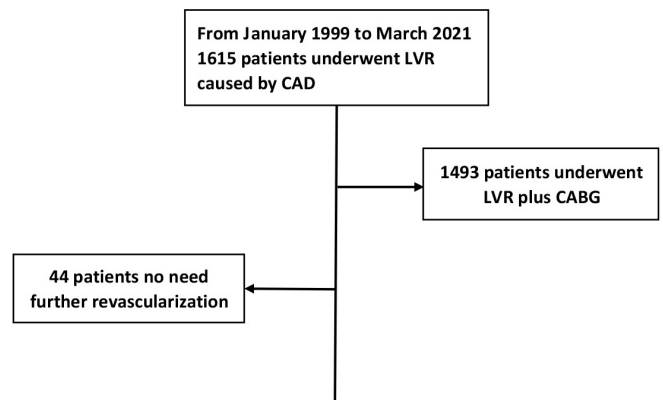 From January 1999 to March 2021
1615 patients underwent LVR
caused by CAD
1493 patients underwent
LVR plus CABG
44 patients no need
further revascularization